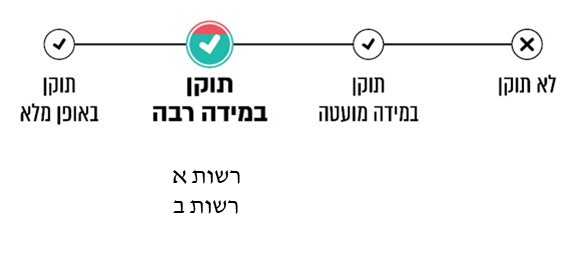 לא תוקן
תוקן
במידה מועטה
תוקן
במידה רבה
תוקן
באופן מלא
רשות א
רשות ב